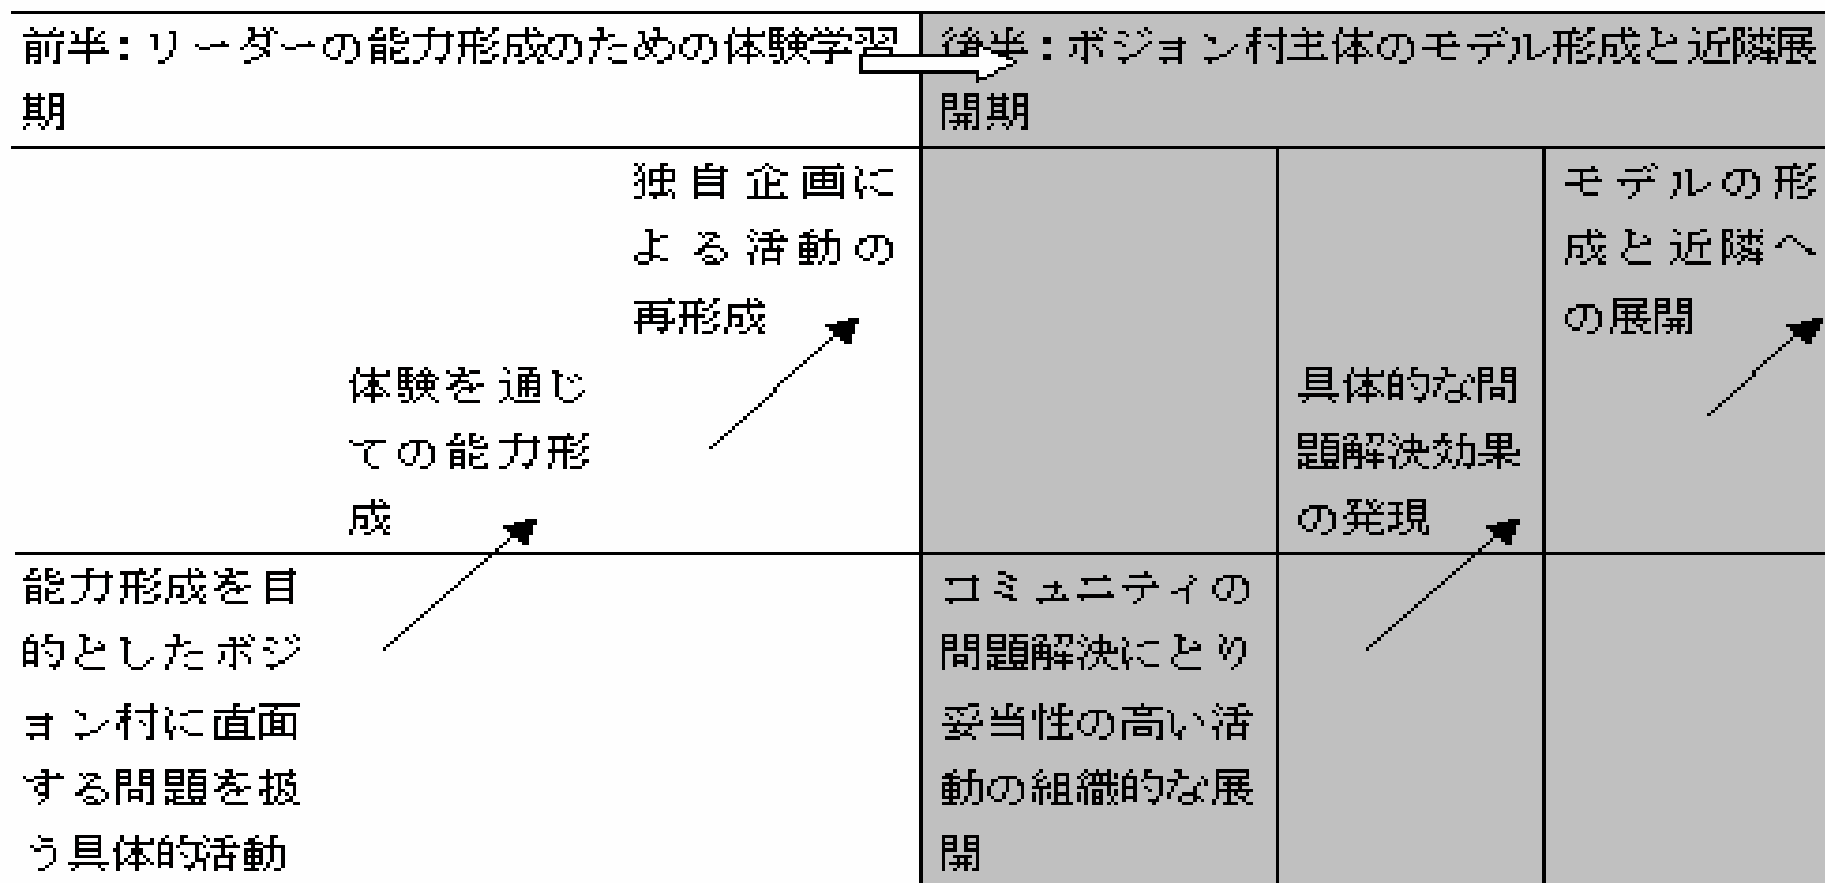 前半：リーダーの能力形成のための体験学習
期
後半：ボジョン村主体のモデル形成と近隣展
開期
独自企画に
よる活動の
再形成
モデルの形
成と近隣へ
の展開
体験を通じ
ての能力形
成
具体的な問
題解決効果
の発現
能力形成を目
的としたボジ
ョン村に直面
する問題を扱
う具体的活動
コミュニティの
問題解決にとり
妥当性の高い活
動の組織的な展
開